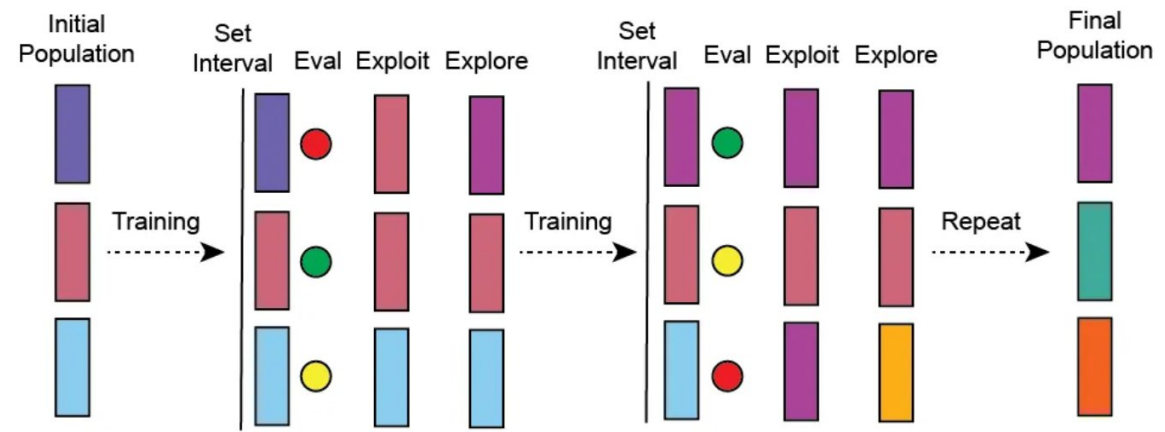 Initial
Population
Set
Interval
Eval
Exploit
Explore
Set
Interval
Eval
Exploit
Explore
Final
Population
Training
Training
Repeat